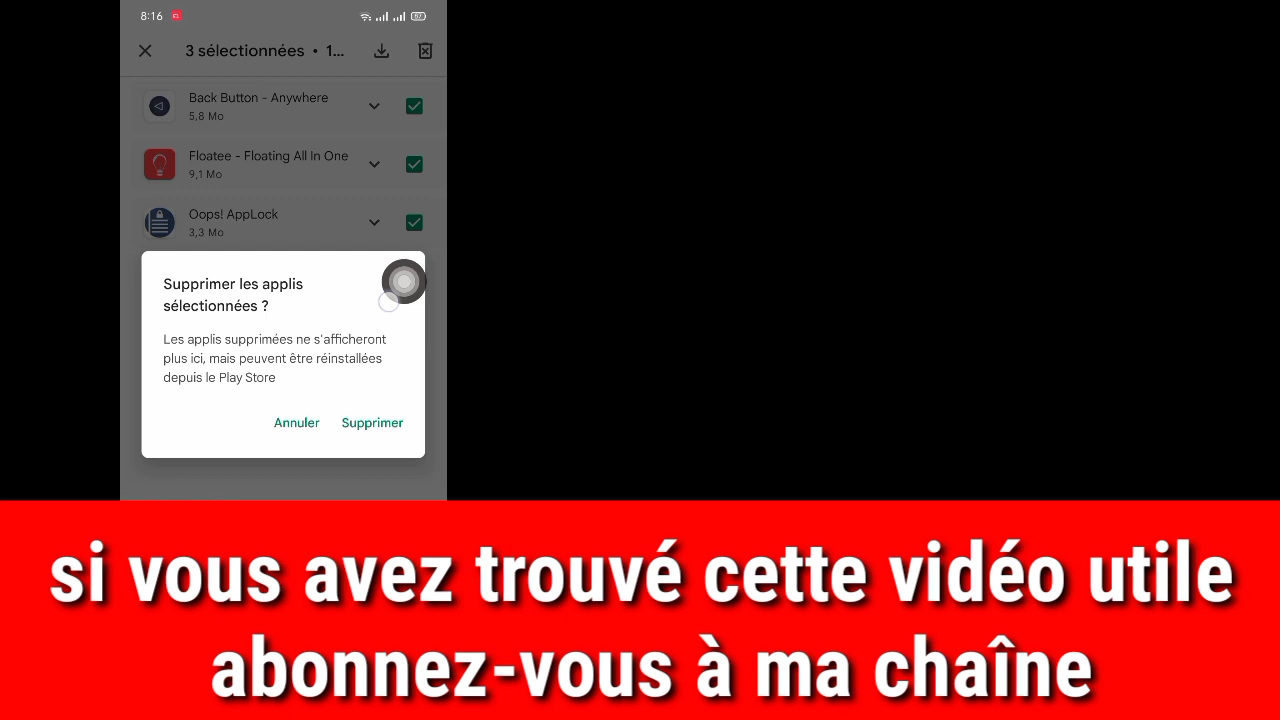 8:16
67
3 sélectionnées • 1...
Back Button - Anywhere
5,8 Mo
Floatee - Floating All In One
9,1 Mo
Oops! AppLock
3,3 Mo
Supprimer les applis
sélectionnées ?
Les applis supprimées ne s'afficheront
plus ici, mais peuvent être réinstallées
depuis le Play Store
Annuler Supprimer
si vous avez trouvé cette vidéo utile
abonnez-vous à ma chaîne